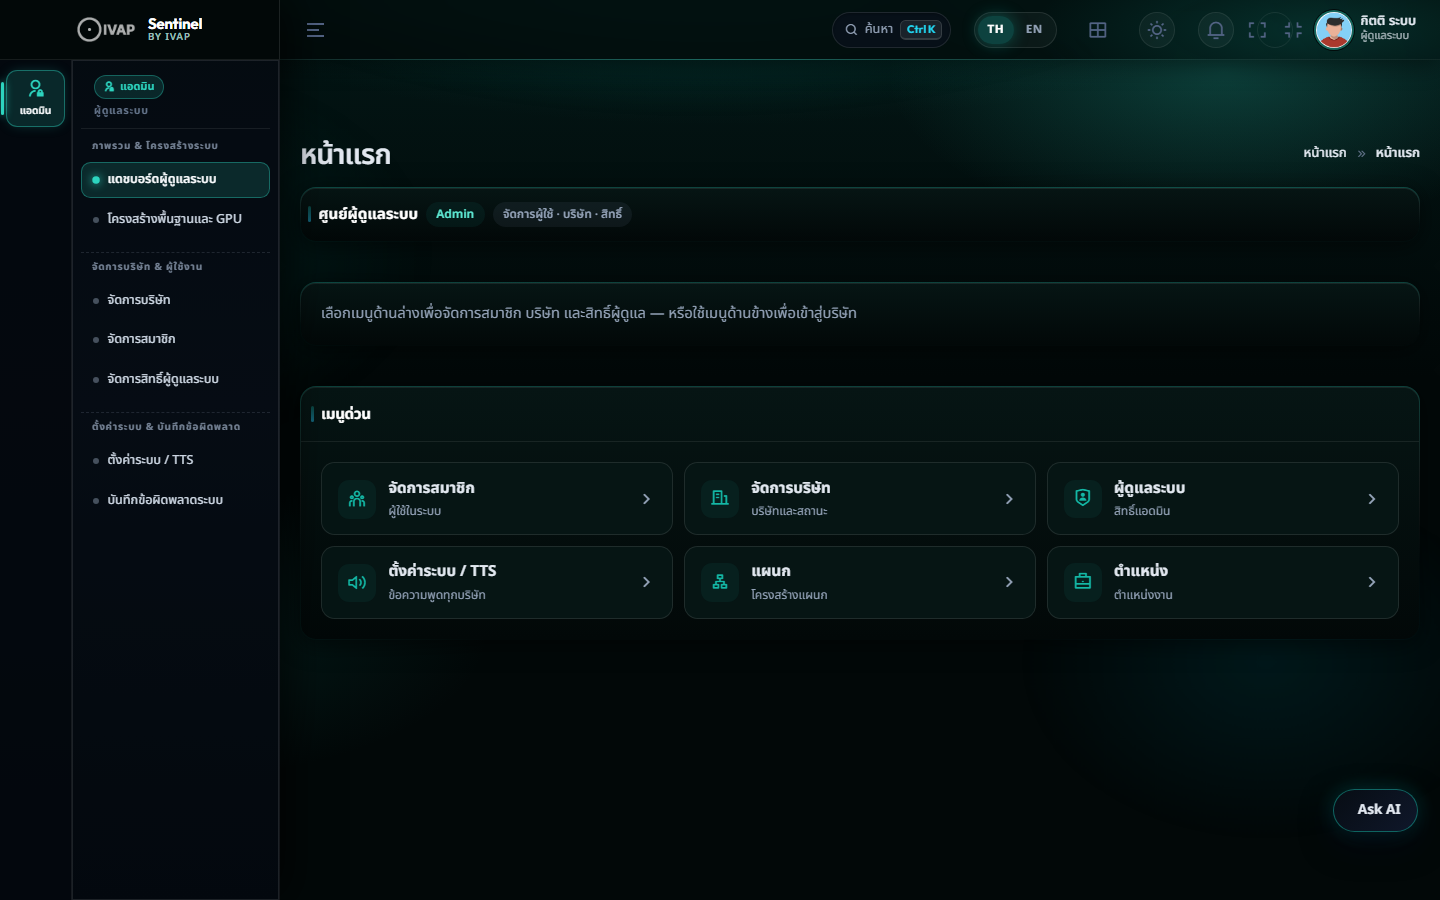 IVAP
Sentinel
BY IVAP
ค้นหา
Ctrl K
TH
EN
กิตติ ระบบ
ผู้ดูแลระบบ
แอดมิน
แอดมิน
ผู้ดูแลระบบ
ภาพรวม & โครงสร้างระบบ
แดชบอร์ดผู้ดูแลระบบ
โครงสร้างพื้นฐานและ GPU
จัดการบริษัท & ผู้ใช้งาน
จัดการบริษัท
จัดการสมาชิก
จัดการสิทธิ์ผู้ดูแลระบบ
ตั้งค่าระบบ & บันทึกข้อผิดพลาด
ตั้งค่าระบบ / TTS
บันทึกข้อผิดพลาดระบบ
หน้าแรก
หน้าแรก » หน้าแรก
ศูนย์ผู้ดูแลระบบ
Admin
จัดการผู้ใช้ · บริษัท · สิทธิ์
เลือกเมนูด้านล่างเพื่อจัดการสมาชิก บริษัท และสิทธิ์ผู้ดูแล — หรือใช้เมนูด้านข้างเพื่อเข้าสู่บริษัท
เมนูด่วน
จัดการสมาชิก
ผู้ใช้ในระบบ
จัดการบริษัท
บริษัทและสถานะ
ผู้ดูแลระบบ
สิทธิ์แอดมิน
ตั้งค่าระบบ / TTS
ข้อความพูดทุกบริษัท
แผนก
โครงสร้างแผนก
ตำแหน่ง
ตำแหน่งงาน
Ask AI